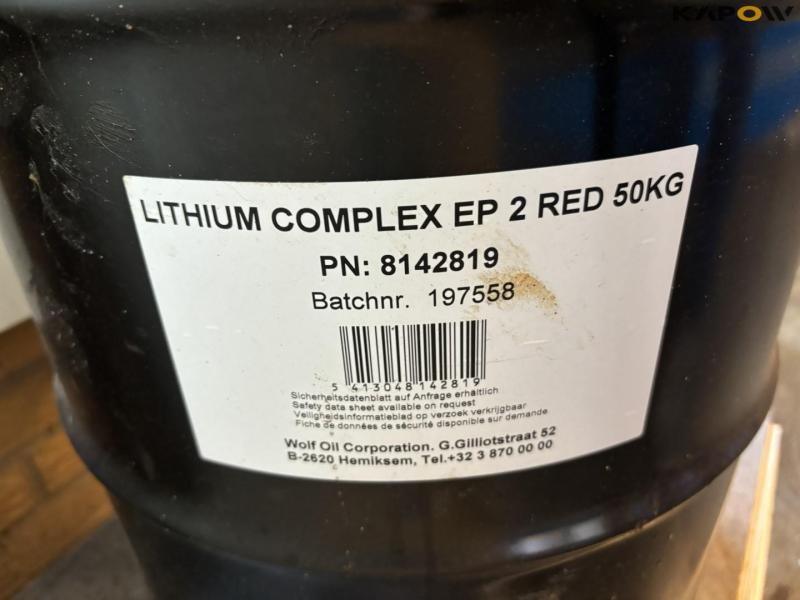 KAPOW
LITHIUM COMPLEX EP 2 RED 50KG
PN: 8142819
Batchnr. 197558
5 413048 142819
Sicherheitsdatenblatt auf Anfrage erhältlich
Safety data sheet available on request
Veiligheidsinformatieblad op verzoek verkrijgbaar
Fiche de données de sécurité disponible sur demande
Wolf Oil Corporation. G.Gilliotstraat 52
B-2620 Hemiksem, Tel.+32 3 870 00 00